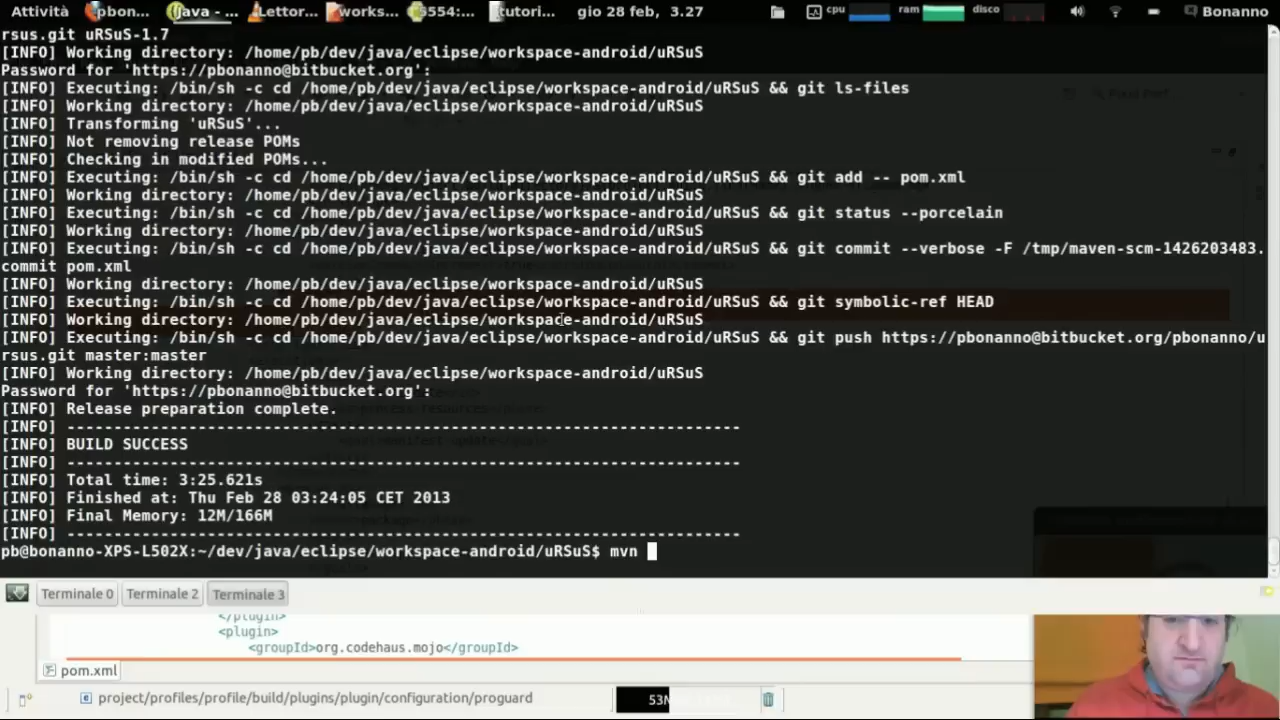 Attività pbon... java - ... Lettor... works... 5554:... tutori... gio 28 feb, 3.27 cpu ram disco Bonanno
rsus.git uRSuS-1.7
[INFO] Working directory: /home/pb/dev/java/eclipse/workspace-android/uRSuS
Password for 'https://pbonanno@bitbucket.org':
[INFO] Executing: /bin/sh -c cd /home/pb/dev/java/eclipse/workspace-android/uRSuS && git ls-files
[INFO] Working directory: /home/pb/dev/java/eclipse/workspace-android/uRSuS
[INFO] Transforming 'uRSuS'...
[INFO] Not removing release POMs
[INFO] Checking in modified POMs...
[INFO] Executing: /bin/sh -c cd /home/pb/dev/java/eclipse/workspace-android/uRSuS && git add -- pom.xml
[INFO] Working directory: /home/pb/dev/java/eclipse/workspace-android/uRSuS
[INFO] Executing: /bin/sh -c cd /home/pb/dev/java/eclipse/workspace-android/uRSuS && git status --porcelain
[INFO] Working directory: /home/pb/dev/java/eclipse/workspace-android/uRSuS
[INFO] Executing: /bin/sh -c cd /home/pb/dev/java/eclipse/workspace-android/uRSuS && git commit --verbose -F /tmp/maven-scm-1426203483.
commit pom.xml
[INFO] Working directory: /home/pb/dev/java/eclipse/workspace-android/uRSuS
[INFO] Executing: /bin/sh -c cd /home/pb/dev/java/eclipse/workspace-android/uRSuS && git symbolic-ref HEAD
[INFO] Working directory: /home/pb/dev/java/eclipse/workspace-android/uRSuS
[INFO] Executing: /bin/sh -c cd /home/pb/dev/java/eclipse/workspace-android/uRSuS && git push https://pbonanno@bitbucket.org/pbonanno/u
rsus.git master:master
[INFO] Working directory: /home/pb/dev/java/eclipse/workspace-android/uRSuS
Password for 'https://pbonanno@bitbucket.org':
[INFO] Release preparation complete.
[INFO] ------------------------------------------------------------------------
[INFO] BUILD SUCCESS
[INFO] ------------------------------------------------------------------------
[INFO] Total time: 3:25.621s
[INFO] Finished at: Thu Feb 28 03:24:05 CET 2013
[INFO] Final Memory: 12M/166M
[INFO] ------------------------------------------------------------------------
pb@bonanno-XPS-L502X:~/dev/java/eclipse/workspace-android/uRSuS$ mvn
Terminale 0 Terminale 2 Terminale 3
</plugin>
<plugin>
<groupId>org.codehaus.mojo</groupId>
pom.xml
project/profiles/profile/build/plugins/plugin/configuration/proguard